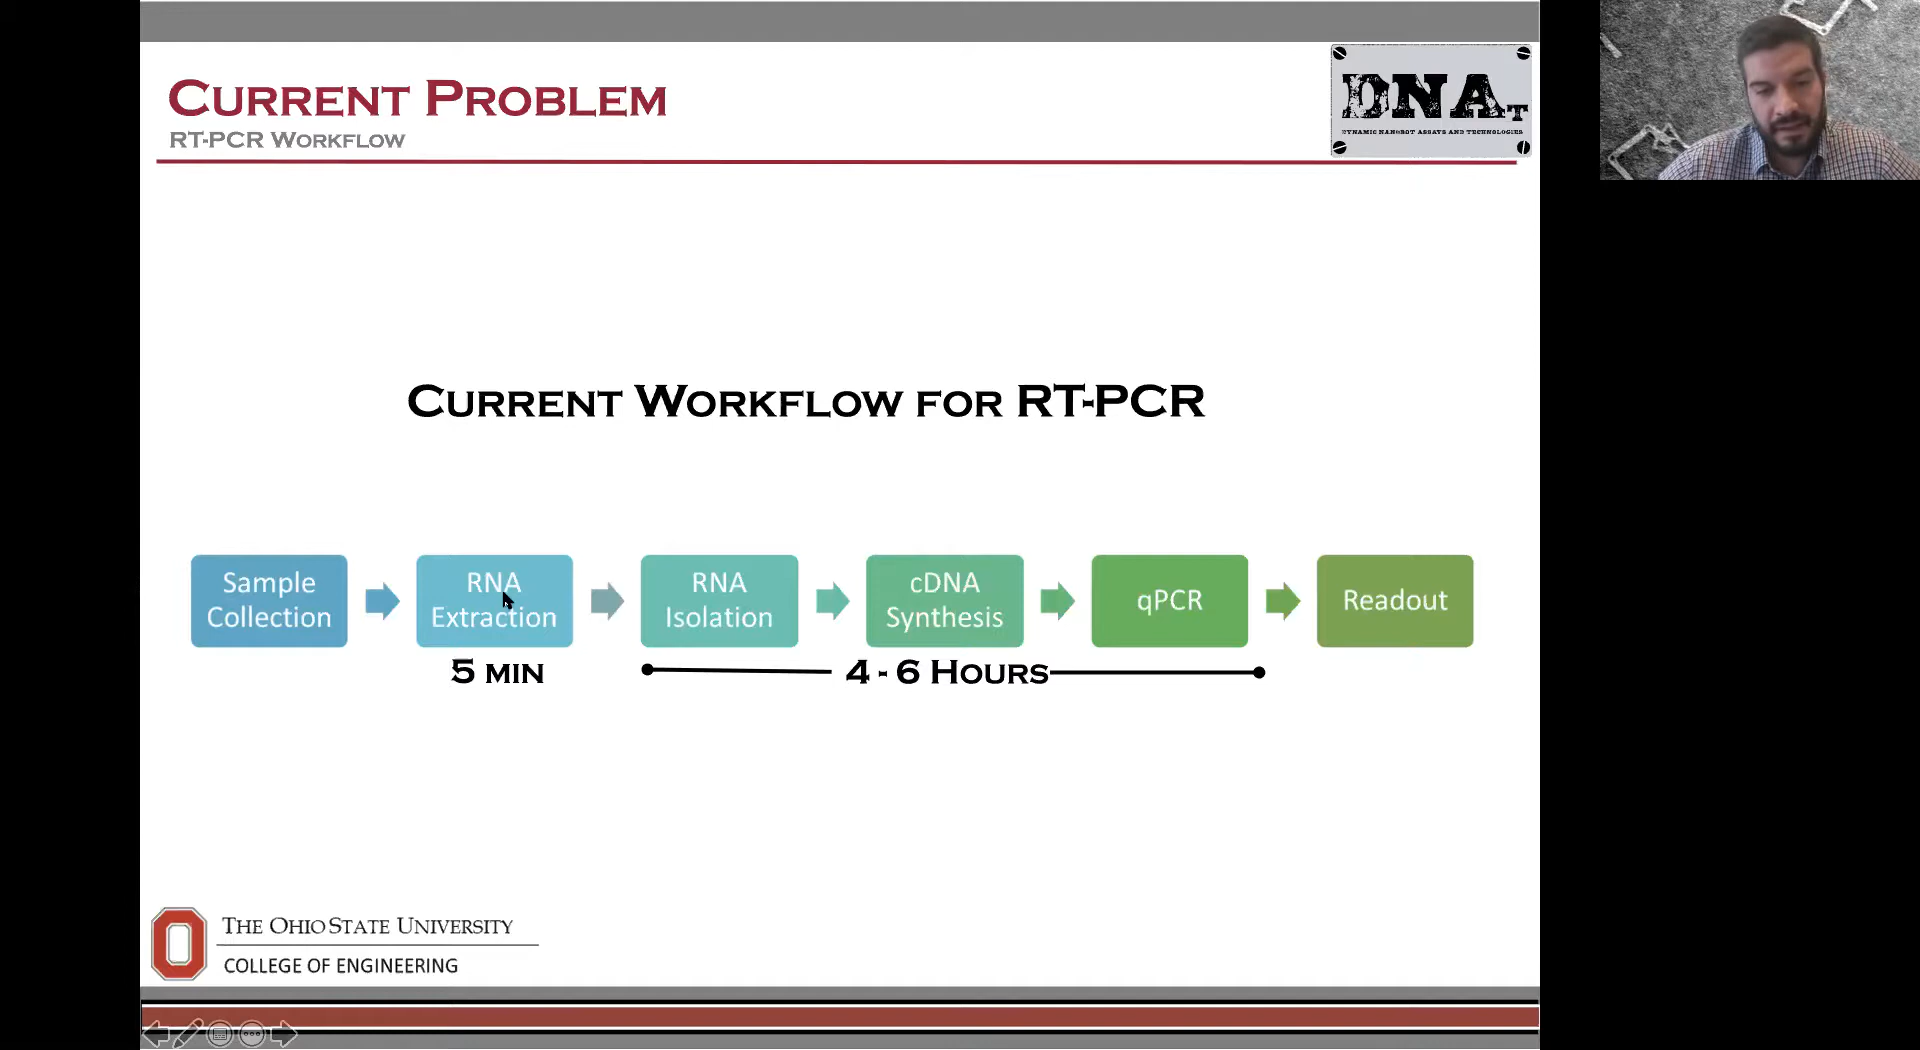 CURRENT PROBLEM
RT-PCR WORKFLOW
DNAT
DYNAMIC NANOBOT ASSAYS AND TECHNOLOGIES
CURRENT WORKFLOW FOR RT-PCR
Sample
Collection
RNA
Extraction
RNA
Isolation
cDNA
Synthesis
qPCR
Readout
5 MIN
4 - 6 HOURS
THE OHIO STATE UNIVERSITY
COLLEGE OF ENGINEERING